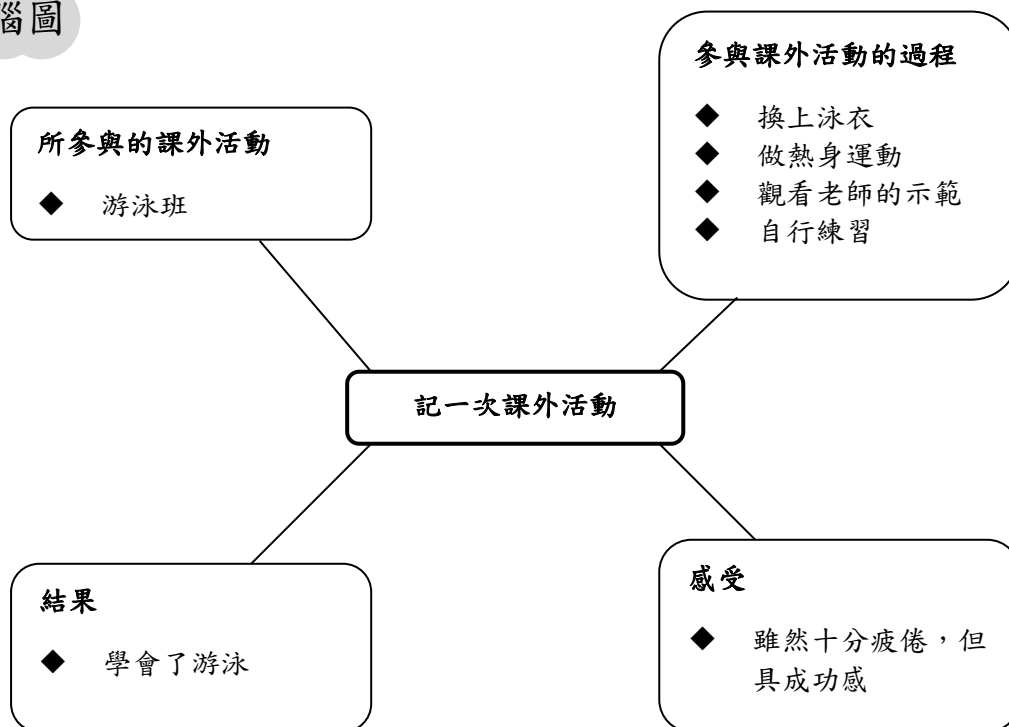 腦圖
參與課外活動的過程
◆ 換上泳衣
◆ 做熱身運動
◆ 觀看老師的示範
◆ 自行練習
所參與的課外活動
◆ 游泳班
記一次課外活動
結果
◆ 學會了游泳
感受
◆ 雖然十分疲倦，但
具成功感